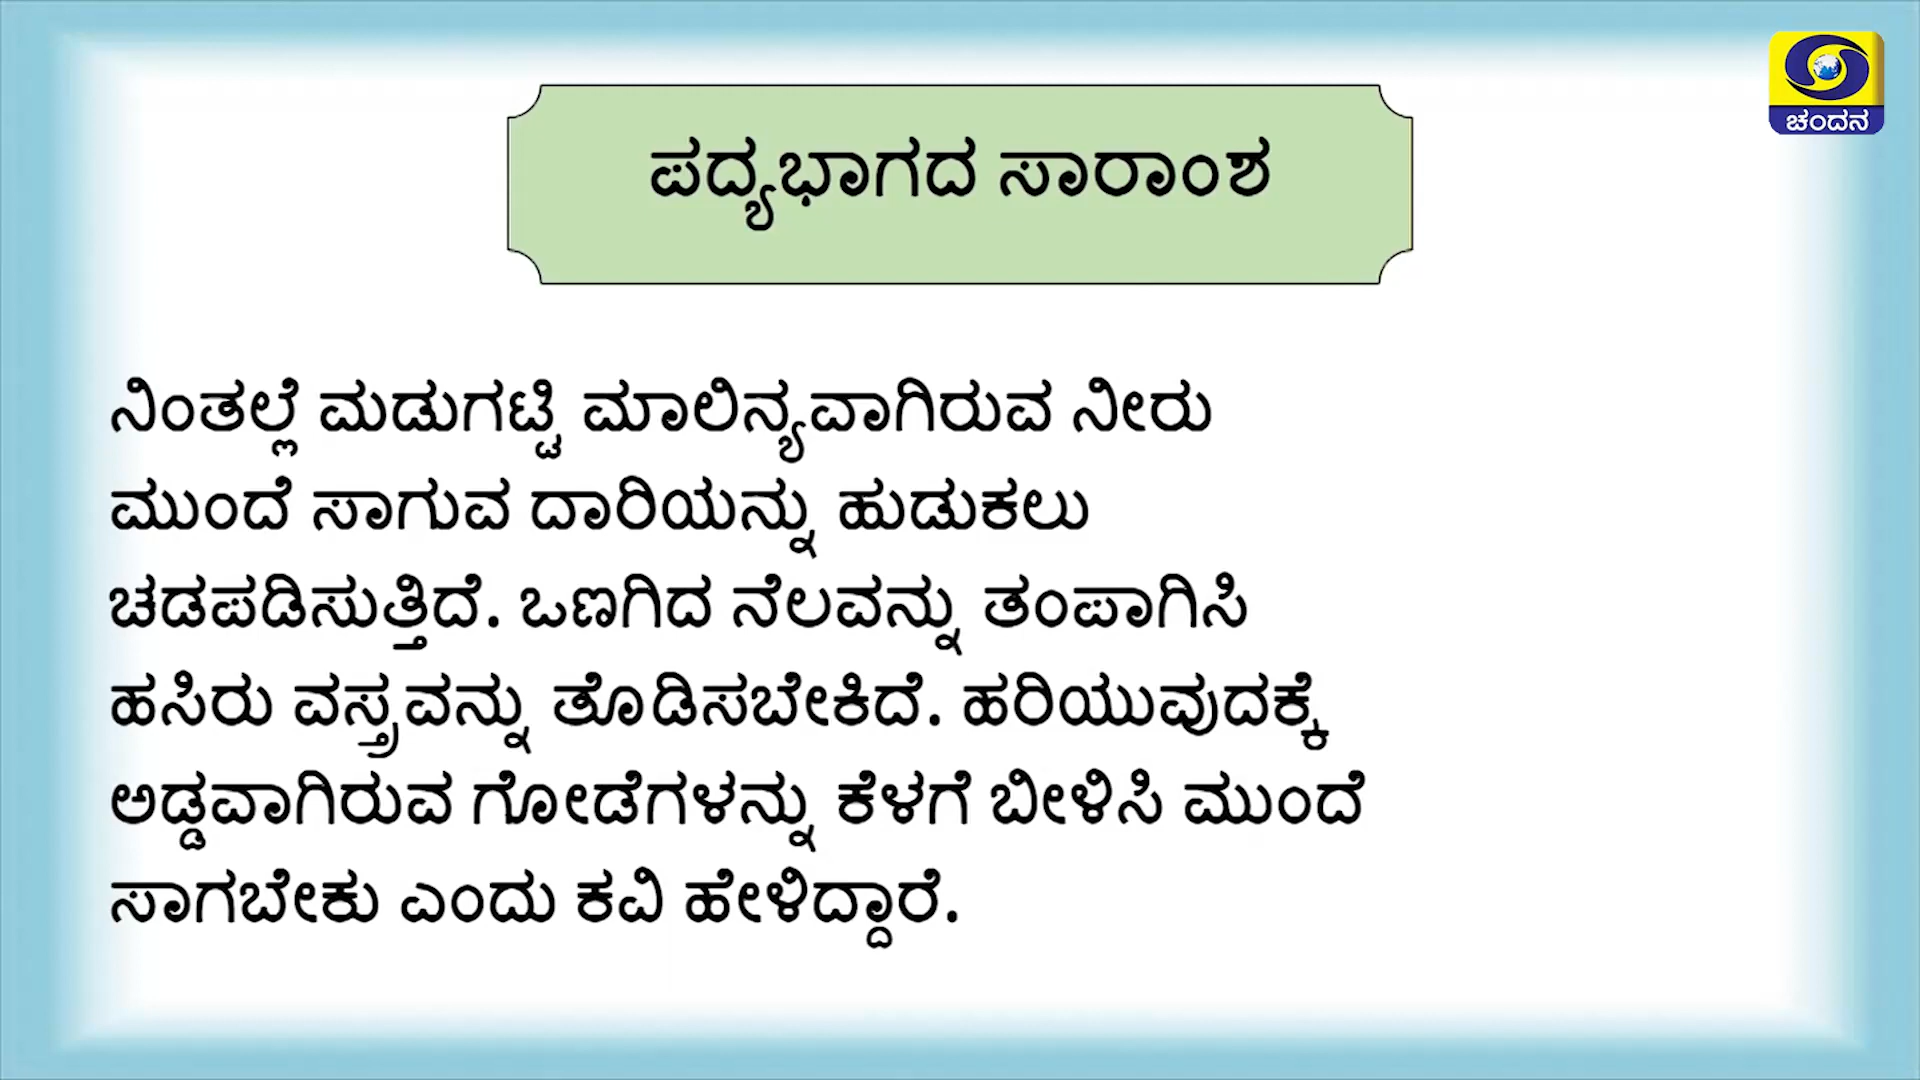 ಚಂದನ
ಪದ್ಯಭಾಗದ ಸಾರಾಂಶ
ನಿಂತಲ್ಲೆ ಮಡುಗಟ್ಟಿ ಮಾಲಿನ್ಯವಾಗಿರುವ ನೀರು
ಮುಂದೆ ಸಾಗುವ ದಾರಿಯನ್ನು ಹುಡುಕಲು
ಚಡಪಡಿಸುತ್ತಿದೆ. ಒಣಗಿದ ನೆಲವನ್ನು ತಂಪಾಗಿಸಿ
ಹಸಿರು ವಸ್ತ್ರವನ್ನು ತೊಡಿಸಬೇಕಿದೆ. ಹರಿಯುವುದಕ್ಕೆ
ಅಡ್ಡವಾಗಿರುವ ಗೋಡೆಗಳನ್ನು ಕೆಳಗೆ ಬೀಳಿಸಿ ಮುಂದೆ
ಸಾಗಬೇಕು ಎಂದು ಕವಿ ಹೇಳಿದ್ದಾರೆ.